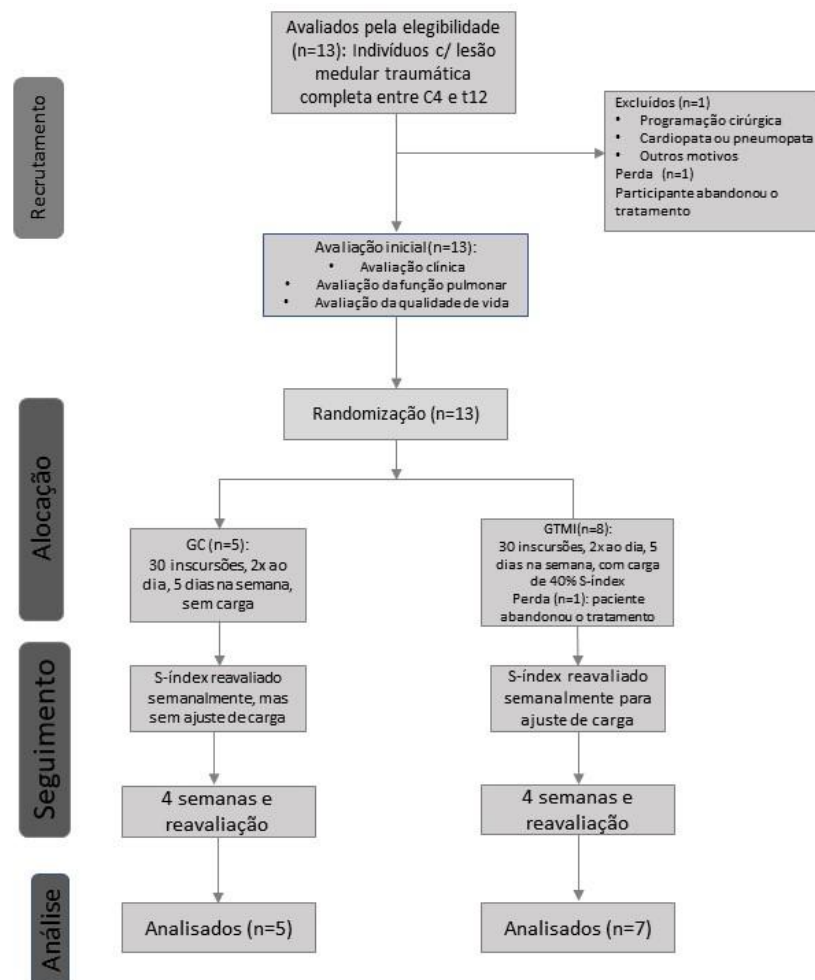 Recrutamento
Avaliados pela elegibilidade
(n=13): Indivíduos c/ lesão
medular traumática
completa entre C4 e t12
Excluídos (n=1)
• Programação cirúrgica
• Cardiopata ou pneumopata
• Outros motivos
Perda (n=1)
Participante abandonou o
tratamento
Avaliação inicial(n=13):
• Avaliação clínica
• Avaliação da função pulmonar
• Avaliação da qualidade de vida
Alocação
Randomização (n=13)
GC (n=5):
30 inscursões, 2x ao
dia, 5 dias na semana,
sem carga
GTMI(n=8):
30 inscursões, 2x ao dia, 5
dias na semana, com carga
de 40% S-índex
Perda (n=1): paciente
abandonou o tratamento
Seguimento
S-índex reavaliado
semanalmente, mas
sem ajuste de carga
S-índex reavaliado
semanalmente para
ajuste de carga
4 semanas e
reavaliação
4 semanas e
reavaliação
Análise
Analisados (n=5)
Analisados (n=7)